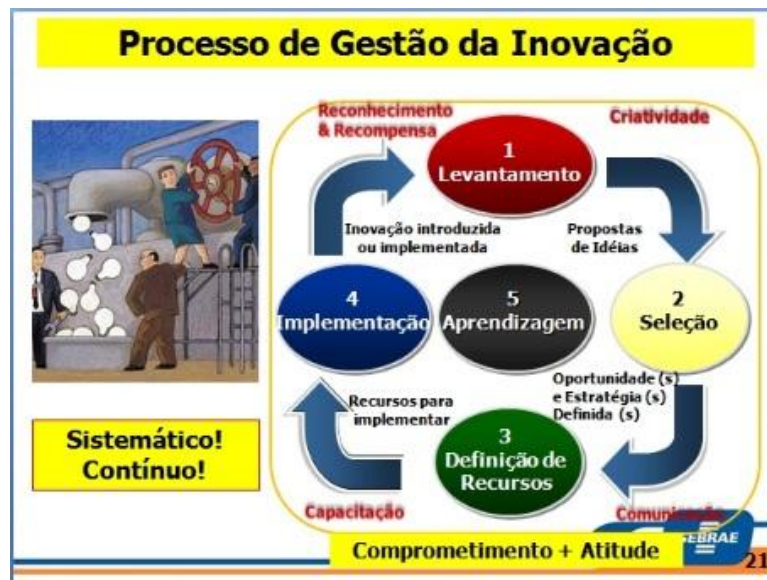 Processo de Gestão da Inovação
Reconhecimento
& Recompensa
Criatividade
1
Levantamento
Inovação introduzida
ou implementada
Propostas
de Idéias
4
Implementação
5
Aprendizagem
2
Seleção
Oportunidade (s)
e Estratégia (s)
Definida (s)
Recursos para
implementar
3
Definição de
Recursos
Sistemático!
Contínuo!
Capacitação
Comunicação
Comprometimento + Atitude
SEBRAE
21